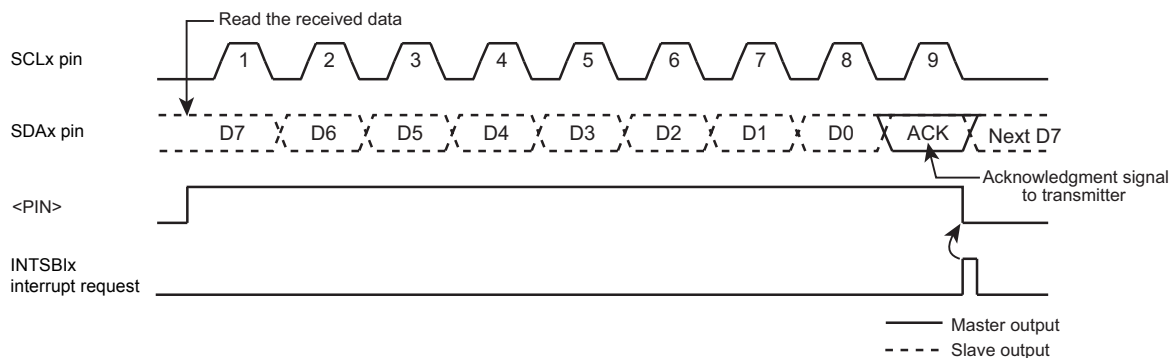 Read the received data
SCLx pin
1 2 3 4 5 6 7 8 9
SDAx pin
D7 D6 D5 D4 D3 D2 D1 D0 ACK Next D7
Acknowledgment signal
to transmitter
<PIN>
INTSBIx
interrupt request
Master output
Slave output